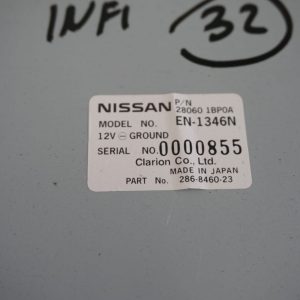 INFI 32
NISSAN P/N 28060 1BP0A
MODEL NO. EN-1346N
12V ⊖ GROUND
SERIAL NO. 0000855
Clarion Co., Ltd.
MADE IN JAPAN
PART No. 286-8460-23